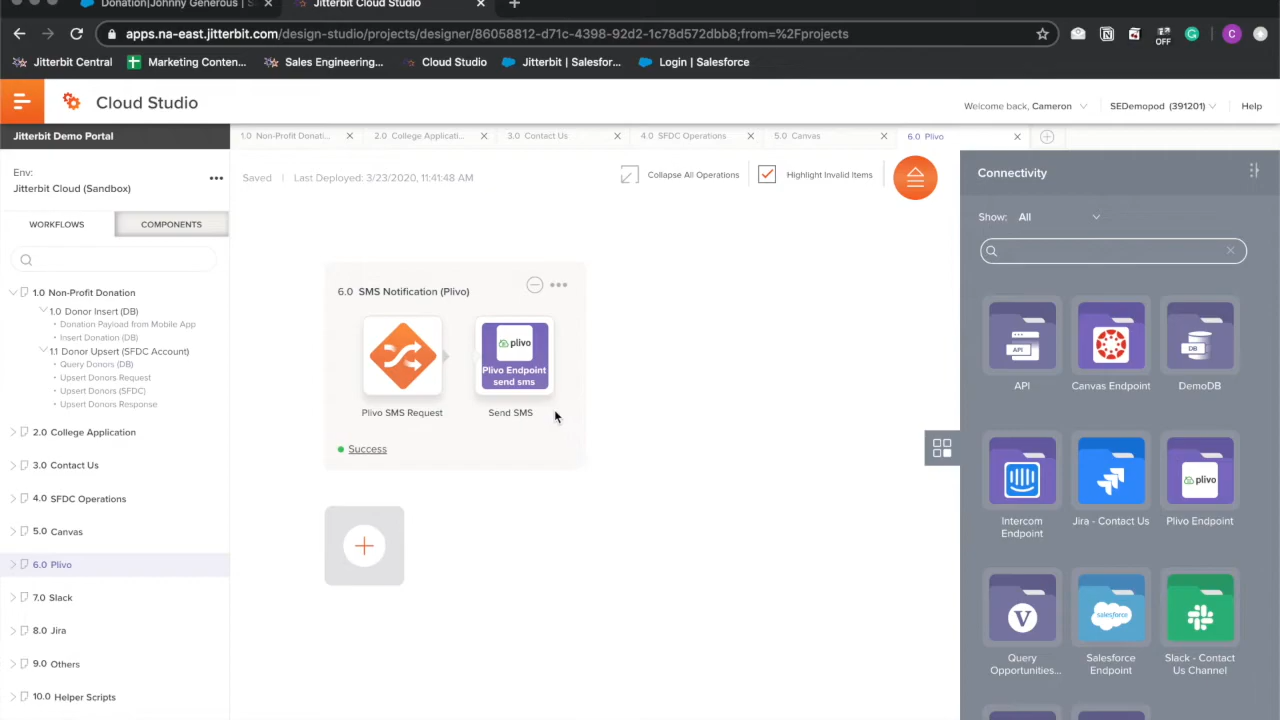 Donation|Johnny Generous | S
Jitterbit Cloud Studio
apps.na-east.jitterbit.com/design-studio/projects/designer/86058812-d71c-4398-92d2-1c78d572dbb8;from=%2Fprojects
OFF
C
Jitterbit Central
Marketing Conten...
Sales Engineering...
Cloud Studio
Jitterbit | Salesfor...
Login | Salesforce
Cloud Studio
Welcome back, Cameron
SEDemopod (391201)
Help
Jitterbit Demo Portal
1.0 Non-Profit Donati...
2.0 College Applicati...
3.0 Contact Us
4.0 SFDC Operations
5.0 Canvas
6.0 Plivo
Env:
Jitterbit Cloud (Sandbox)
Saved | Last Deployed: 3/23/2020, 11:41:48 AM
Collapse All Operations
Highlight Invalid Items
WORKFLOWS
COMPONENTS
1.0 Non-Profit Donation
1.0 Donor Insert (DB)
Donation Payload from Mobile App
Insert Donation (DB)
1.1 Donor Upsert (SFDC Account)
Query Donors (DB)
Upsert Donors Request
Upsert Donors (SFDC)
Upsert Donors Response
2.0 College Application
3.0 Contact Us
4.0 SFDC Operations
5.0 Canvas
6.0 Plivo
7.0 Slack
8.0 Jira
9.0 Others
10.0 Helper Scripts
6.0 SMS Notification (Plivo)
plivo
Plivo Endpoint
send sms
Plivo SMS Request
Send SMS
Success
Connectivity
Show: All
API
DB
API
Canvas Endpoint
DemoDB
plivo
Intercom
Endpoint
Jira - Contact Us
Plivo Endpoint
V
salesforce
Query
Opportunities...
Salesforce
Endpoint
Slack - Contact
Us Channel